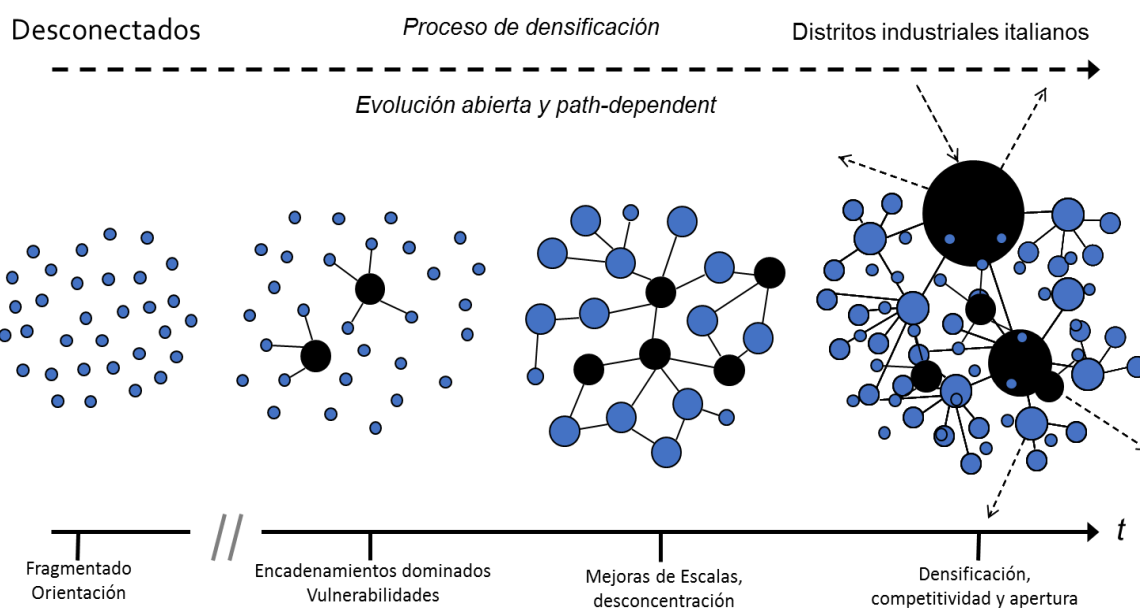 Desconectados
Proceso de densificación
Distritos industriales italianos
Evolución abierta y path-dependent
t
Fragmentado
Orientación
Encadenamientos dominados
Vulnerabilidades
Mejoras de Escalas,
desconcentración
Densificación,
competitividad y apertura